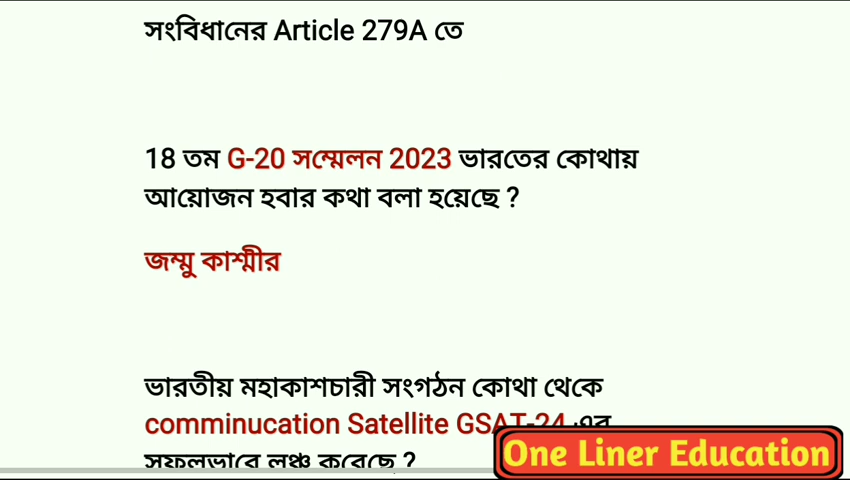 সংবিধানের Article 279A তে
18 তম G-20 সম্মেলন 2023 ভারতের কোথায়
আয়োজন হবার কথা বলা হয়েছে ?
জম্মু কাশ্মীর
ভারতীয় মহাকাশচারী সংগঠন কোথা থেকে
comminucation Satellite GSAT-24 এর
সফলভাবে লঞ্চ করেছে ?
One Liner Education